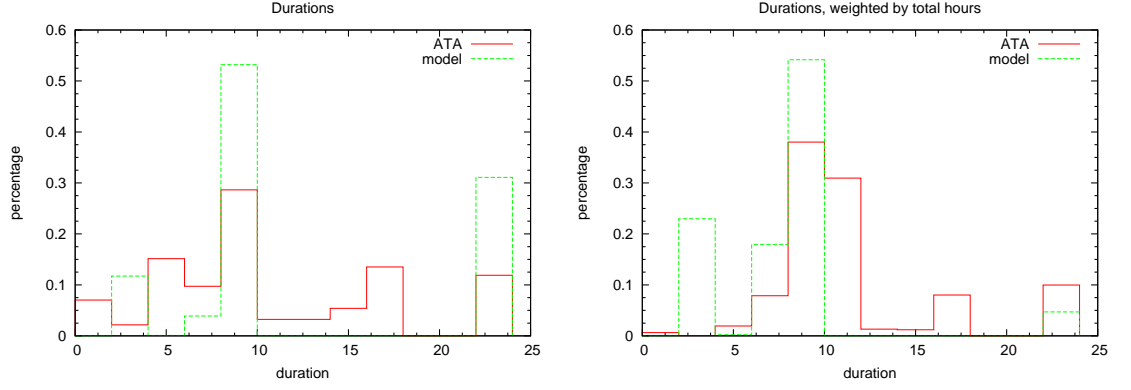 Durations
0.6
0.5
0.4
0.3
0.2
0.1
0
percentage
ATA
model
0 5 10 15 20 25
duration
Durations, weighted by total hours
0.6
0.5
0.4
0.3
0.2
0.1
0
percentage
ATA
model
0 5 10 15 20 25
duration